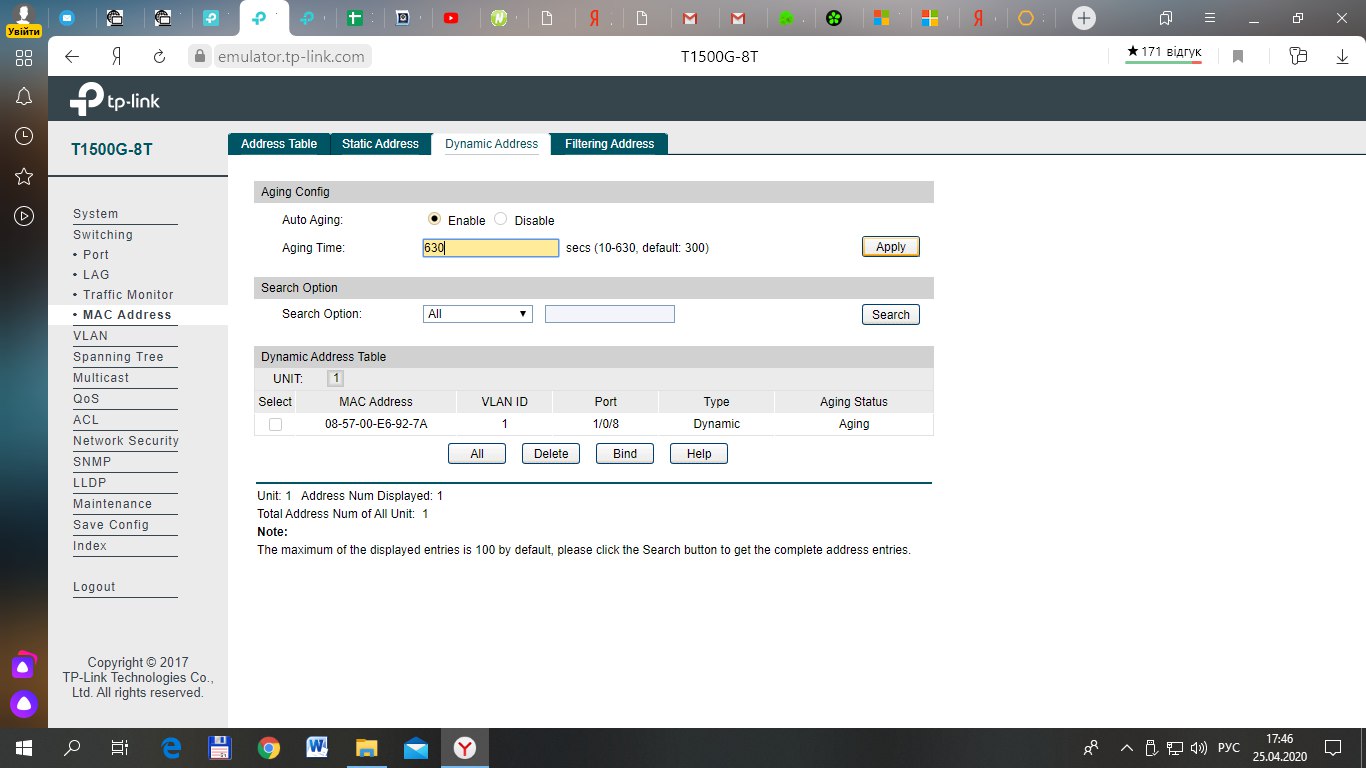 Увійти
emulator.tp-link.com
T1500G-8T
★ 171 відгук
tp-link
T1500G-8T
Address Table Static Address Dynamic Address Filtering Address
System
Switching
• Port
• LAG
• Traffic Monitor
• MAC Address
VLAN
Spanning Tree
Multicast
QoS
ACL
Network Security
SNMP
LLDP
Maintenance
Save Config
Index
Logout
Copyright © 2017
TP-Link Technologies Co.,
Ltd. All rights reserved.
Aging Config
Auto Aging: Enable Disable
Aging Time: 630 secs (10-630, default: 300) Apply
Search Option
Search Option: All Search
Dynamic Address Table
UNIT: 1
Select MAC Address VLAN ID Port Type Aging Status
08-57-00-E6-92-7A 1 1/0/8 Dynamic Aging
All Delete Bind Help
Unit: 1 Address Num Displayed: 1
Total Address Num of All Unit: 1
Note:
The maximum of the displayed entries is 100 by default, please click the Search button to get the complete address entries.
РУС
17:46
25.04.2020